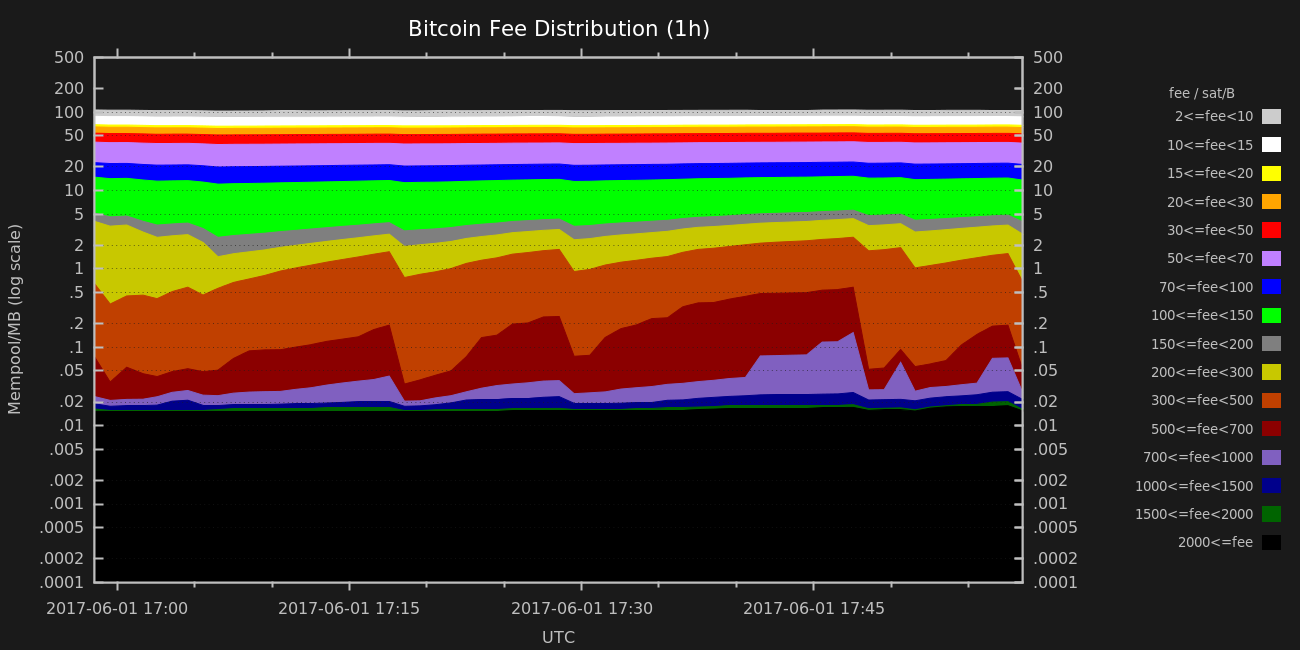 Bitcoin Fee Distribution (1h)
500 500
200 200
100 100
50 50
20 20
10 10
5 5
2 2
1 1
.5 .5
.2 .2
.1 .1
.05 .05
.02 .02
.01 .01
.005 .005
.002 .002
.001 .001
.0005 .0005
.0002 .0002
.0001 .0001
Mempool/MB (log scale)
2017-06-01 17:00 2017-06-01 17:15 2017-06-01 17:30 2017-06-01 17:45
UTC
fee / sat/B
2<=fee<10
10<=fee<15
15<=fee<20
20<=fee<30
30<=fee<50
50<=fee<70
70<=fee<100
100<=fee<150
150<=fee<200
200<=fee<300
300<=fee<500
500<=fee<700
700<=fee<1000
1000<=fee<1500
1500<=fee<2000
2000<=fee